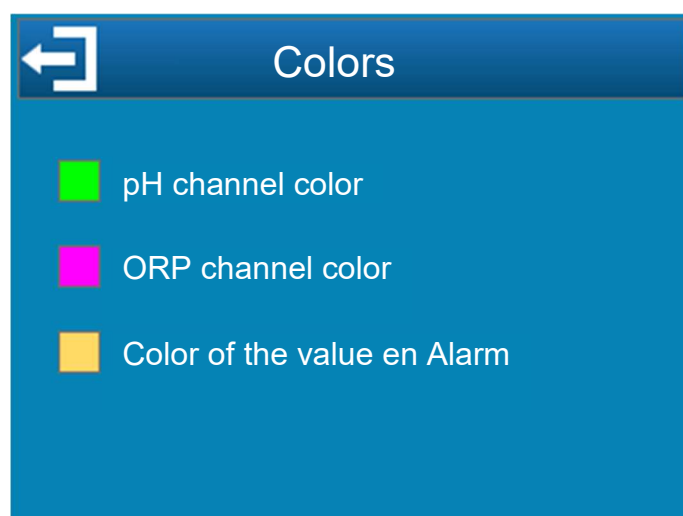 Colors
pH channel color
ORP channel color
Color of the value en Alarm